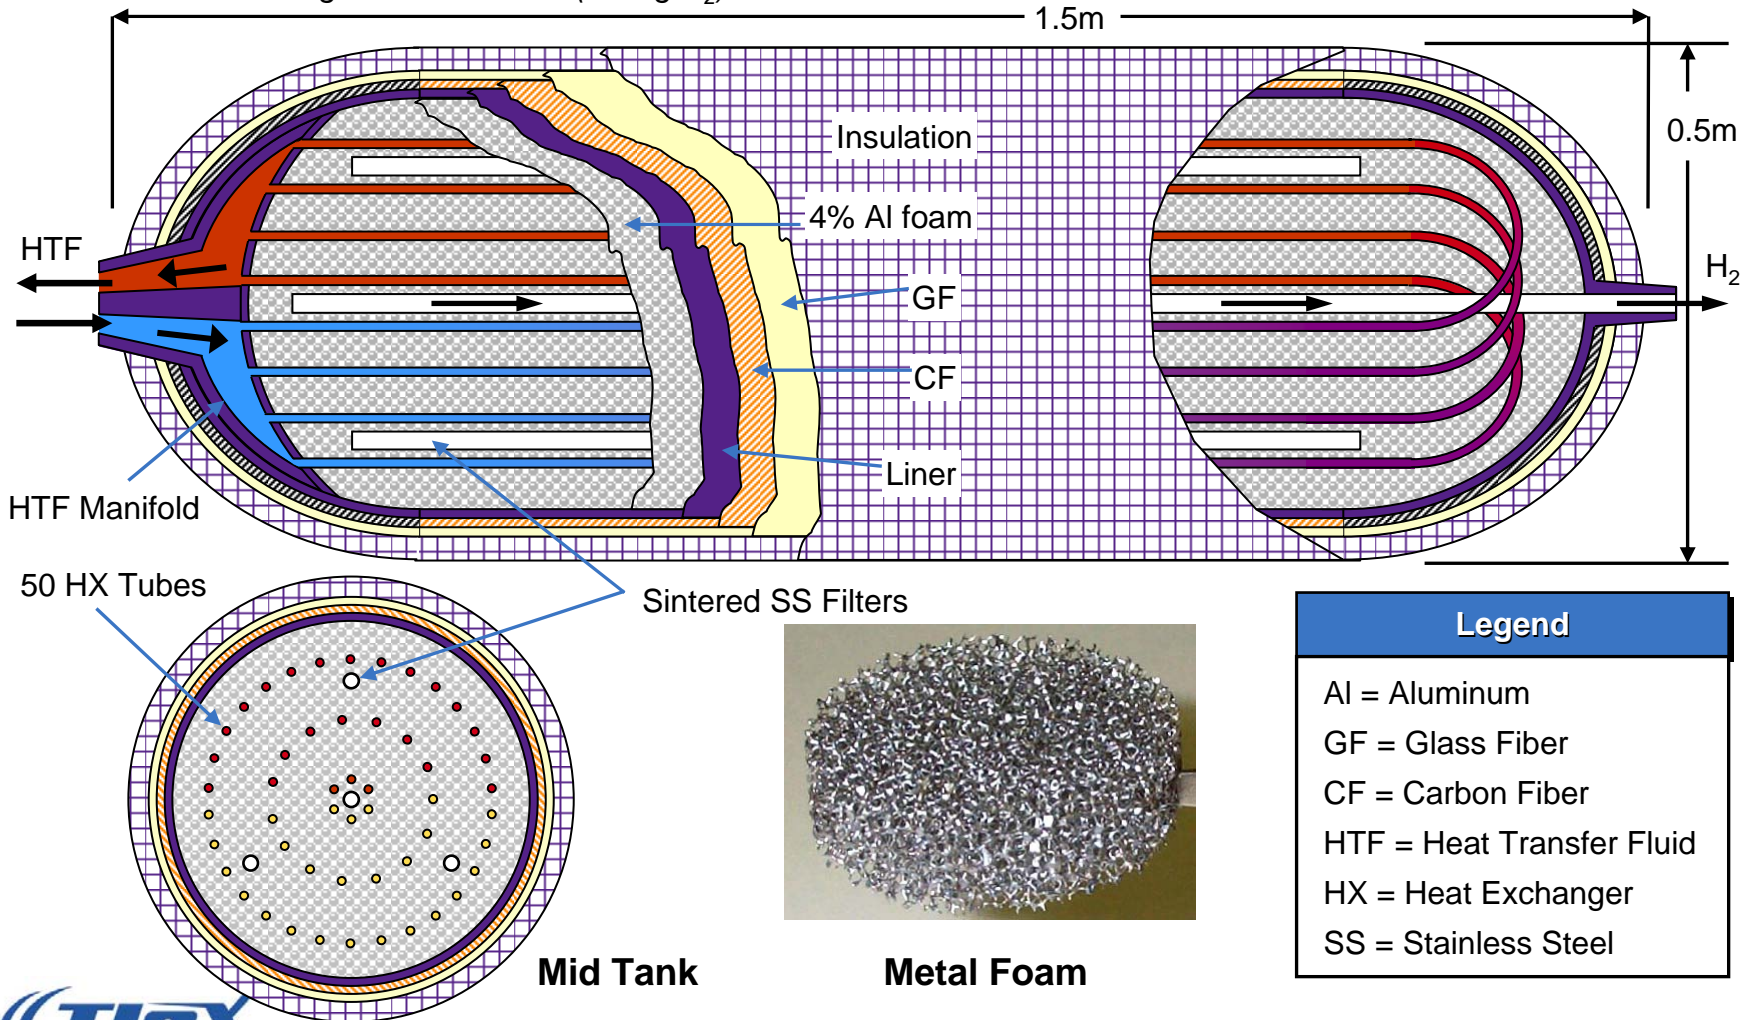 1.5m
0.5m
Insulation
4% Al foam
HTF
H₂
GF
CF
Liner
HTF Manifold
50 HX Tubes
Sintered SS Filters
Legend
Al = Aluminum
GF = Glass Fiber
CF = Carbon Fiber
HTF = Heat Transfer Fluid
HX = Heat Exchanger
SS = Stainless Steel
Mid Tank
Metal Foam
TIAX